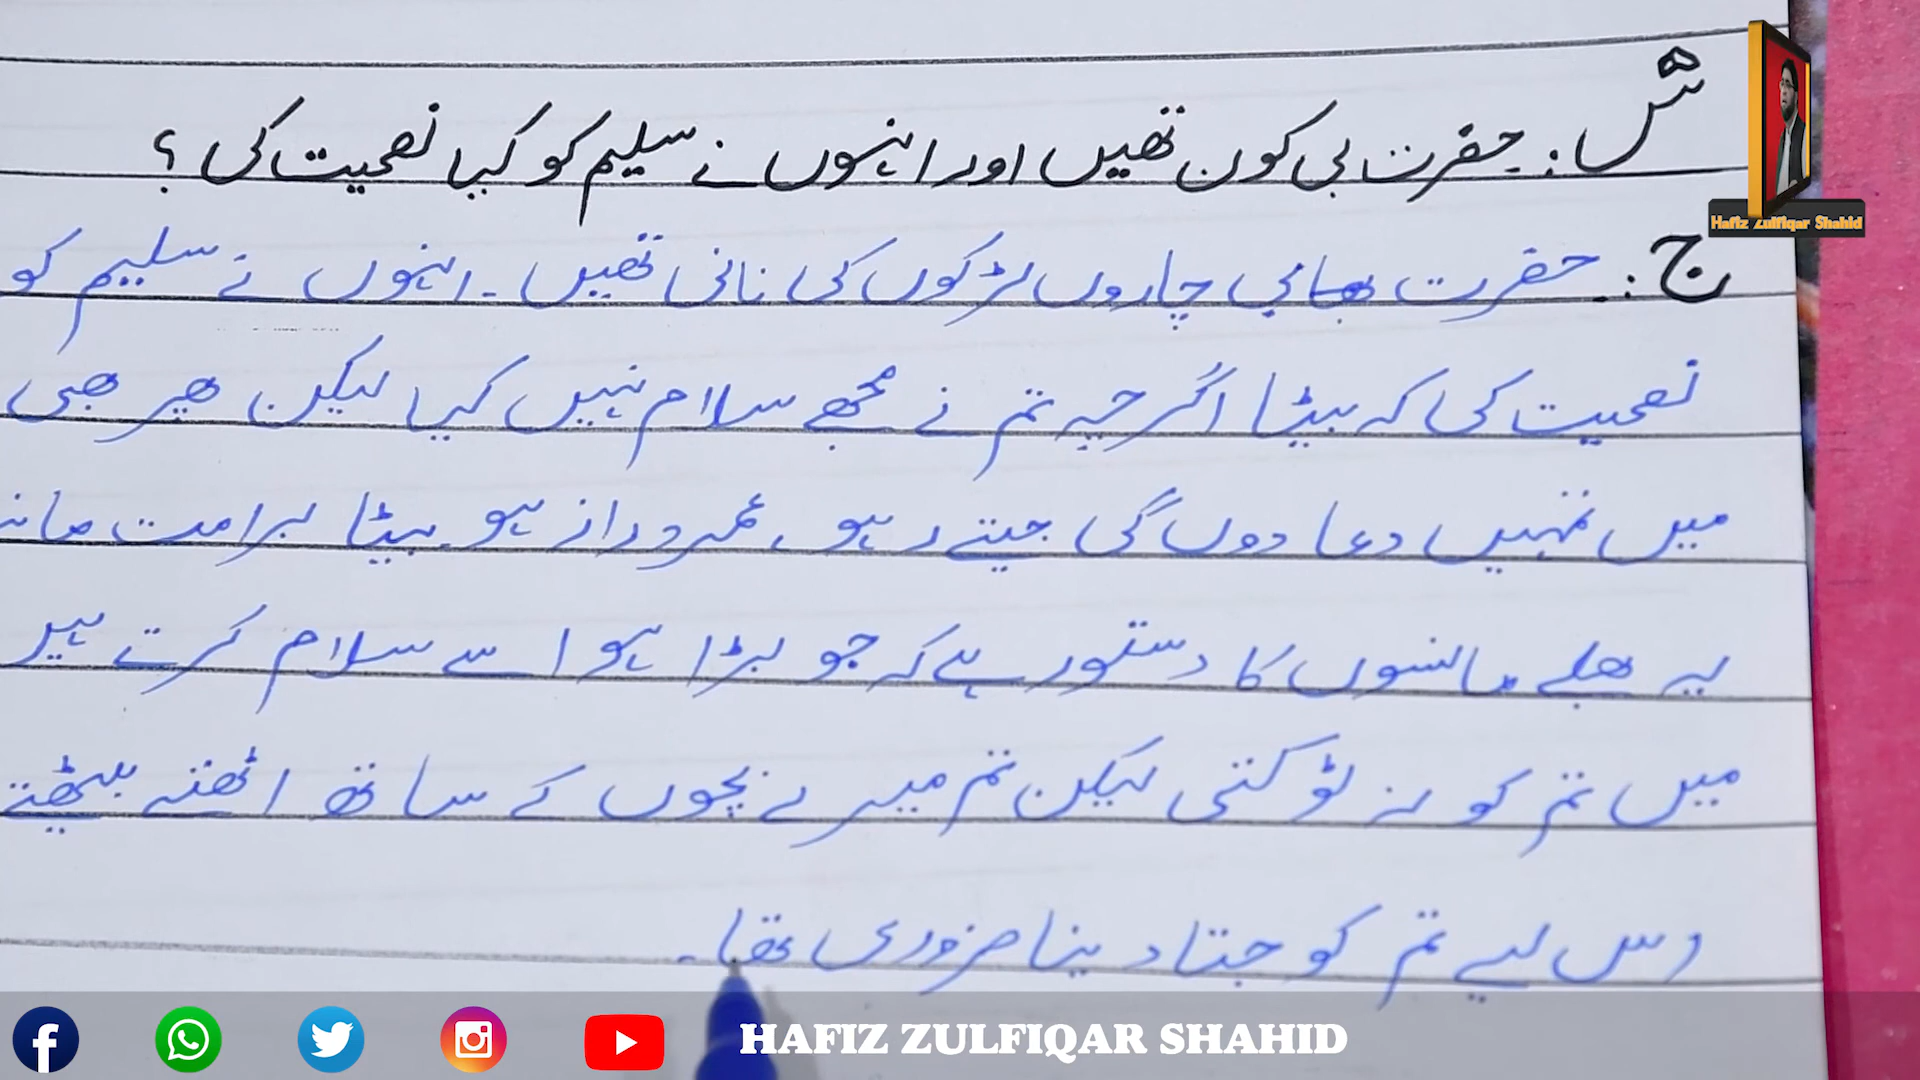 Hafiz Zulfiqar Shahid
س۵:۔ حضرت بی کون تھیں اور انہوں نے سلیم کو کیا نصحیت کی؟
ج:۔ حضرت بھابی چاروں لڑکوں کی نانی تھیں۔ انہوں نے سلیم کو
نصحیت کی کہ بیٹا اگرچہ تم نے مجھے سلام نہیں کیا لیکن پھر بھی
میں تمہیں دعا دوں گی جیتے رہو، عمر دراز ہو۔ بیٹا برا مت
یہ بھلے مانسوں کا دستور ہے کہ جو بڑا ہو اسے سلام کرتے ہیں
میں تم کو نہ ٹوکتی لیکن تم میرے بچوں کے ساتھ اٹھتے بیٹھتے
اس لیے تم کو جتا دینا ضروری تھا۔
HAFIZ ZULFIQAR SHAHID